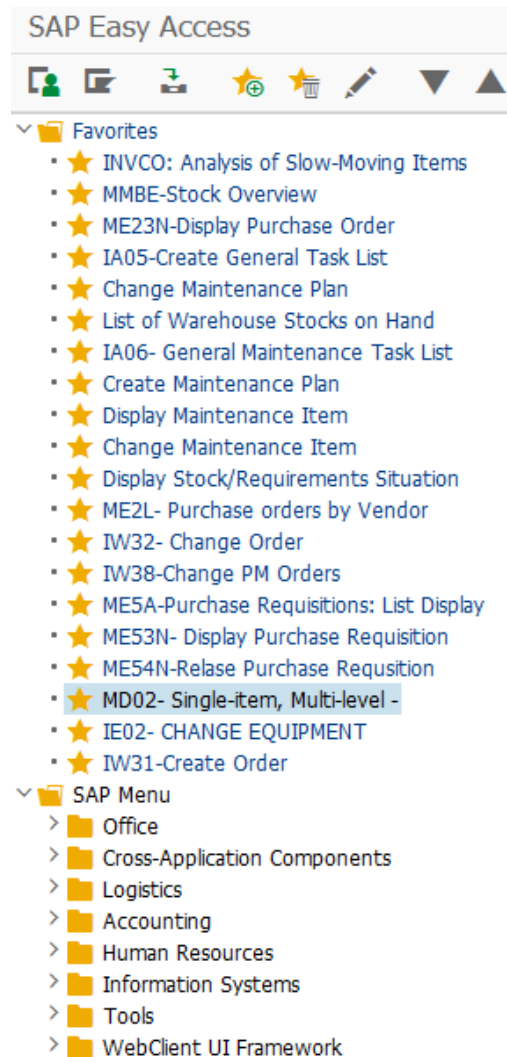 SAP Easy Access
Favorites
INVCO: Analysis of Slow-Moving Items
MMBE-Stock Overview
ME23N-Display Purchase Order
IA05-Create General Task List
Change Maintenance Plan
List of Warehouse Stocks on Hand
IA06- General Maintenance Task List
Create Maintenance Plan
Display Maintenance Item
Change Maintenance Item
Display Stock/Requirements Situation
ME2L- Purchase orders by Vendor
IW32- Change Order
IW38-Change PM Orders
ME5A-Purchase Requisitions: List Display
ME53N- Display Purchase Requisition
ME54N-Relase Purchase Requsition
MD02- Single-item, Multi-level -
IE02- CHANGE EQUIPMENT
IW31-Create Order
SAP Menu
Office
Cross-Application Components
Logistics
Accounting
Human Resources
Information Systems
Tools
WebClient UI Framework